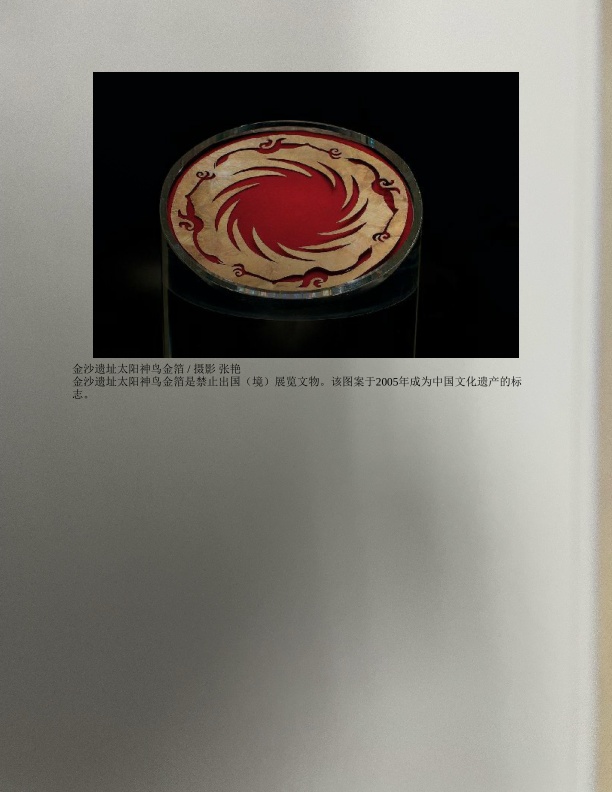 金沙遗址太阳神鸟金箔 / 摄影 张艳
金沙遗址太阳神鸟金箔是禁止出国（境）展览文物。该图案于2005年成为中国文化遗产的标
志。